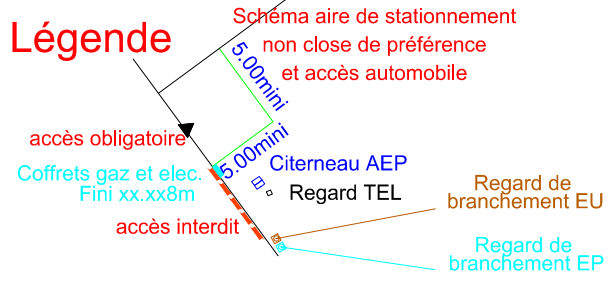 Légende
Schéma aire de stationnement
non close de préférence
et accès automobile
5.00mini
5.00mini
accès obligatoire
Coffrets gaz et elec.
Fini xx.xx8m
Citerneau AEP
Regard TEL
accès interdit
Regard de
branchement EU
Regard de
branchement EP